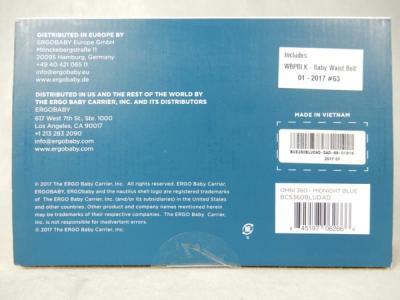 DISTRIBUTED IN EUROPE BY
ERGOBABY Europe GmbH
Mönckebergstraße 11
20095 Hamburg, Germany
+49 40 421 065 11
info@ergobaby.eu
www.ergobaby.eu
DISTRIBUTED IN US AND THE REST OF THE WORLD BY
THE ERGO BABY CARRIER, INC. AND ITS DISTRIBUTORS
ERGOBABY
617 West 7th St., Ste. 1000
Los Angeles, CA 90017
+1 213 283 2090
info@ergobaby.com
www.ergobaby.com
© 2017 The ERGO Baby Carrier, Inc. All rights reserved. ERGO Baby Carrier,
ERGOBABY, ERGObaby and the nautilus shell logo are registered trademarks
of The ERGO Baby Carrier, Inc. (and/or its subsidiaries) in the United States
and other countries. Other product and company names mentioned herein
may be trademarks of their respective companies. The ERGO Baby Carrier,
Inc. is not responsible for inadvertent errors.
© 2017 The ERGO Baby Carrier, Inc.
Includes
WBPBLK - Baby Waist Belt
01 - 2017 #63
MADE IN VIETNAM
2017 01
OMNI 360 - MIDNIGHT BLUE
BCS360BLUDAD